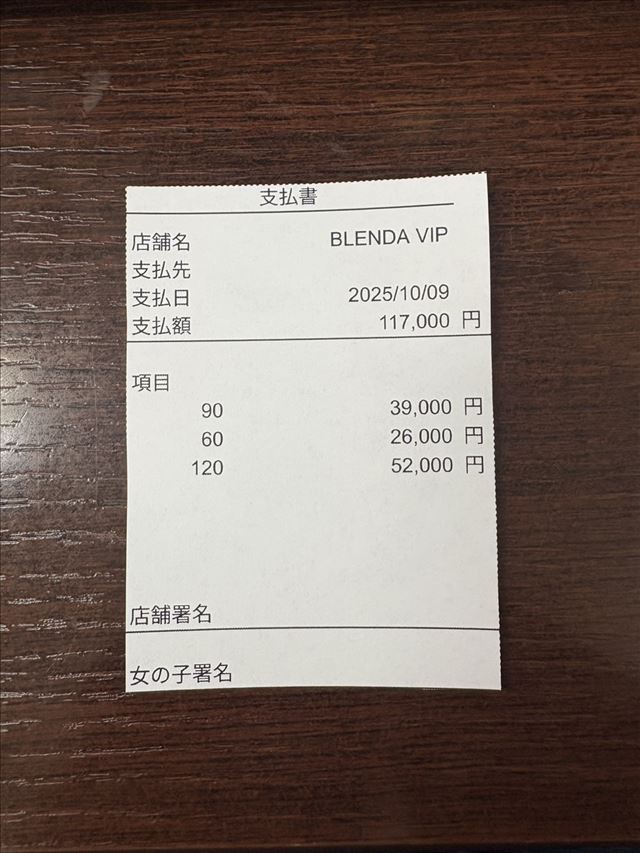 支払書
店舗名 BLENDA VIP
支払先
支払日 2025/10/09
支払額 117,000 円
項目
90 39,000 円
60 26,000 円
120 52,000 円
店舗署名
女の子署名